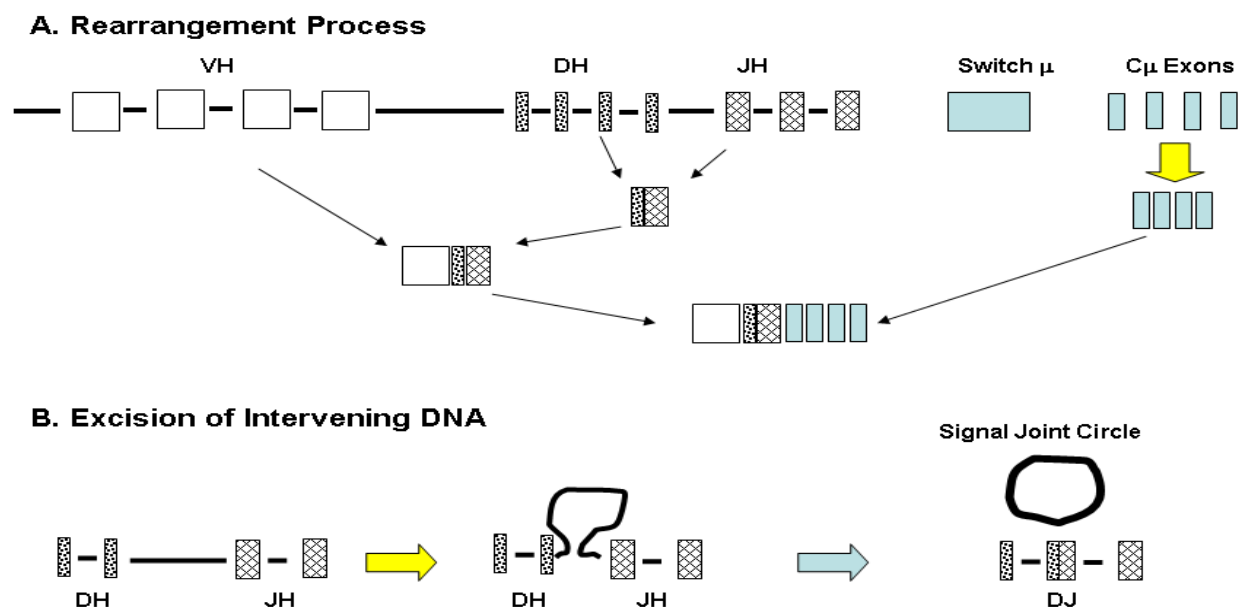 A. Rearrangement Process
VH DH JH Switch μ Cμ Exons
B. Excision of Intervening DNA
Signal Joint Circle
DH JH DH JH DJ